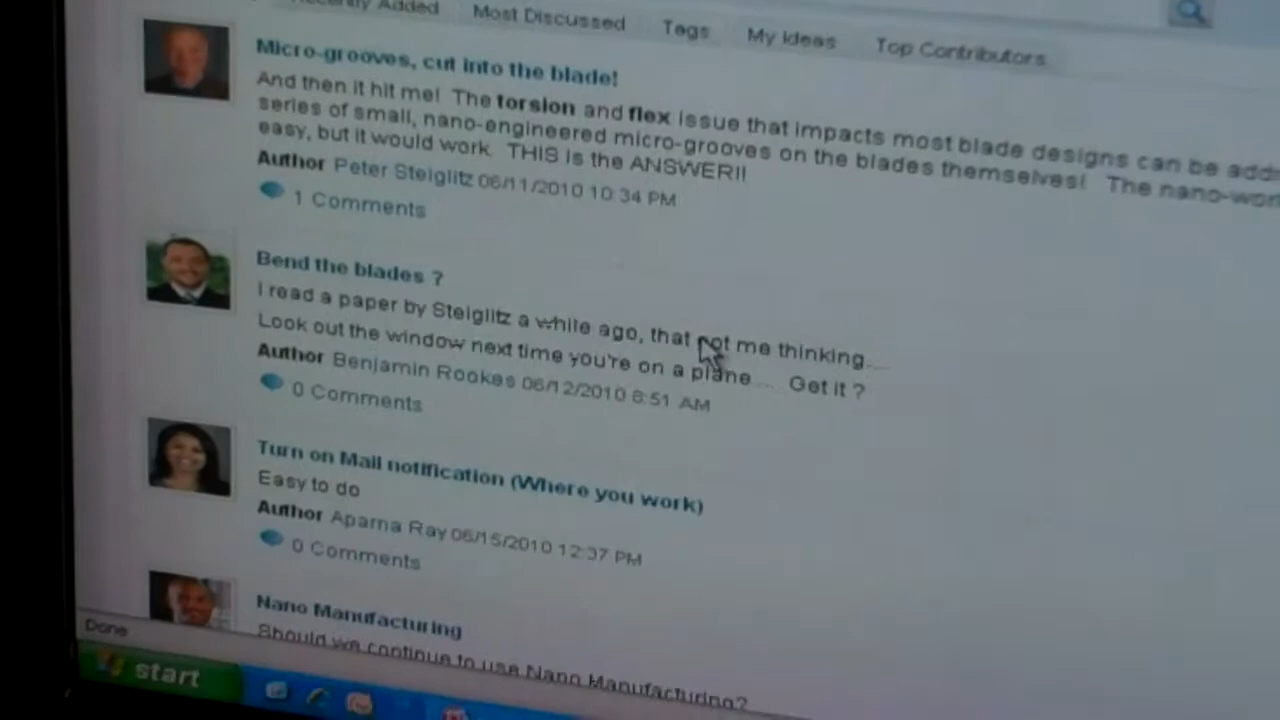 Recently Added Most Discussed Tags My Ideas Top Contributors
Micro-grooves, cut into the blade!
And then it hit me! The torsion and flex issue that impacts most blade designs can be
series of small, nano-engineered micro-grooves on the blades themselves! The
easy, but it would work. THIS is the ANSWER!!
Author Peter Steiglitz 06/11/2010 10:34 PM
1 Comments
Bend the blades ?
I read a paper by Steiglitz a while ago, that got me thinking....
Look out the window next time you're on a plane.... Get it ?
Author Benjamin Rookes 06/12/2010 8:51 AM
0 Comments
Turn on Mail notification (Where you work)
Easy to do
Author Aparna Ray 06/15/2010 12:37 PM
0 Comments
Nano Manufacturing
Should we continue to use Nano Manufacturing?
Done
start